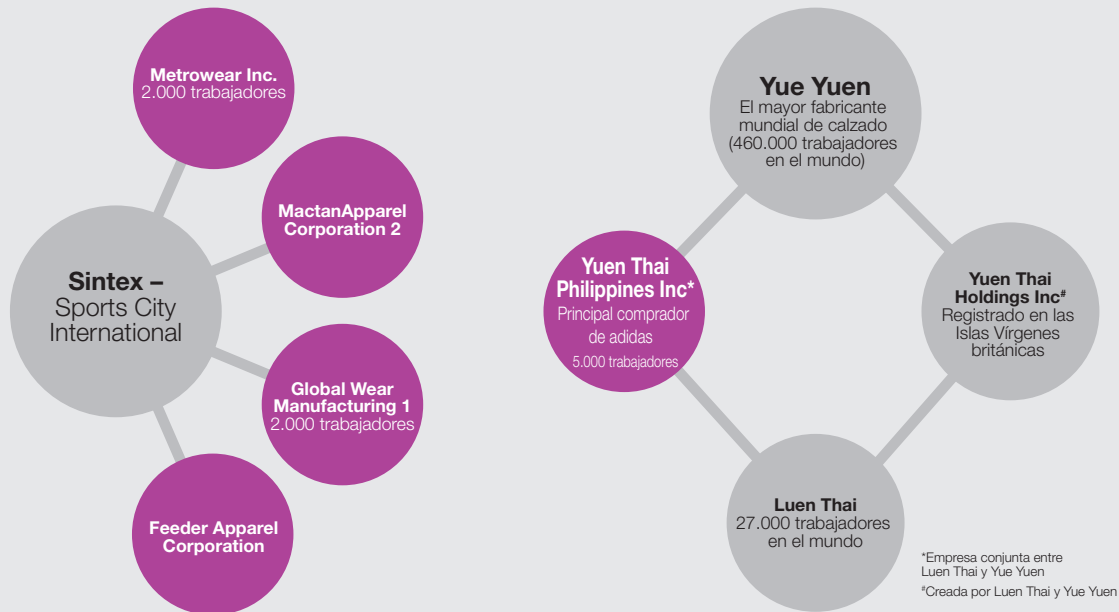 Metrowear Inc.
2.000 trabajadores
MactanApparel
Corporation 2
Sintex –
Sports City
International
Global Wear
Manufacturing 1
2.000 trabajadores
Feeder Apparel
Corporation
Yue Yuen
El mayor fabricante
mundial de calzado
(460.000 trabajadores
en el mundo)
Yuen Thai
Philippines Inc*
Principal comprador
de adidas
5.000 trabajadores
Yuen Thai
Holdings Inc#
Registrado en las
Islas Vírgenes
británicas
Luen Thai
27.000 trabajadores
en el mundo
*Empresa conjunta entre
Luen Thai y Yue Yuen
#Creada por Luen Thai y Yue Yuen